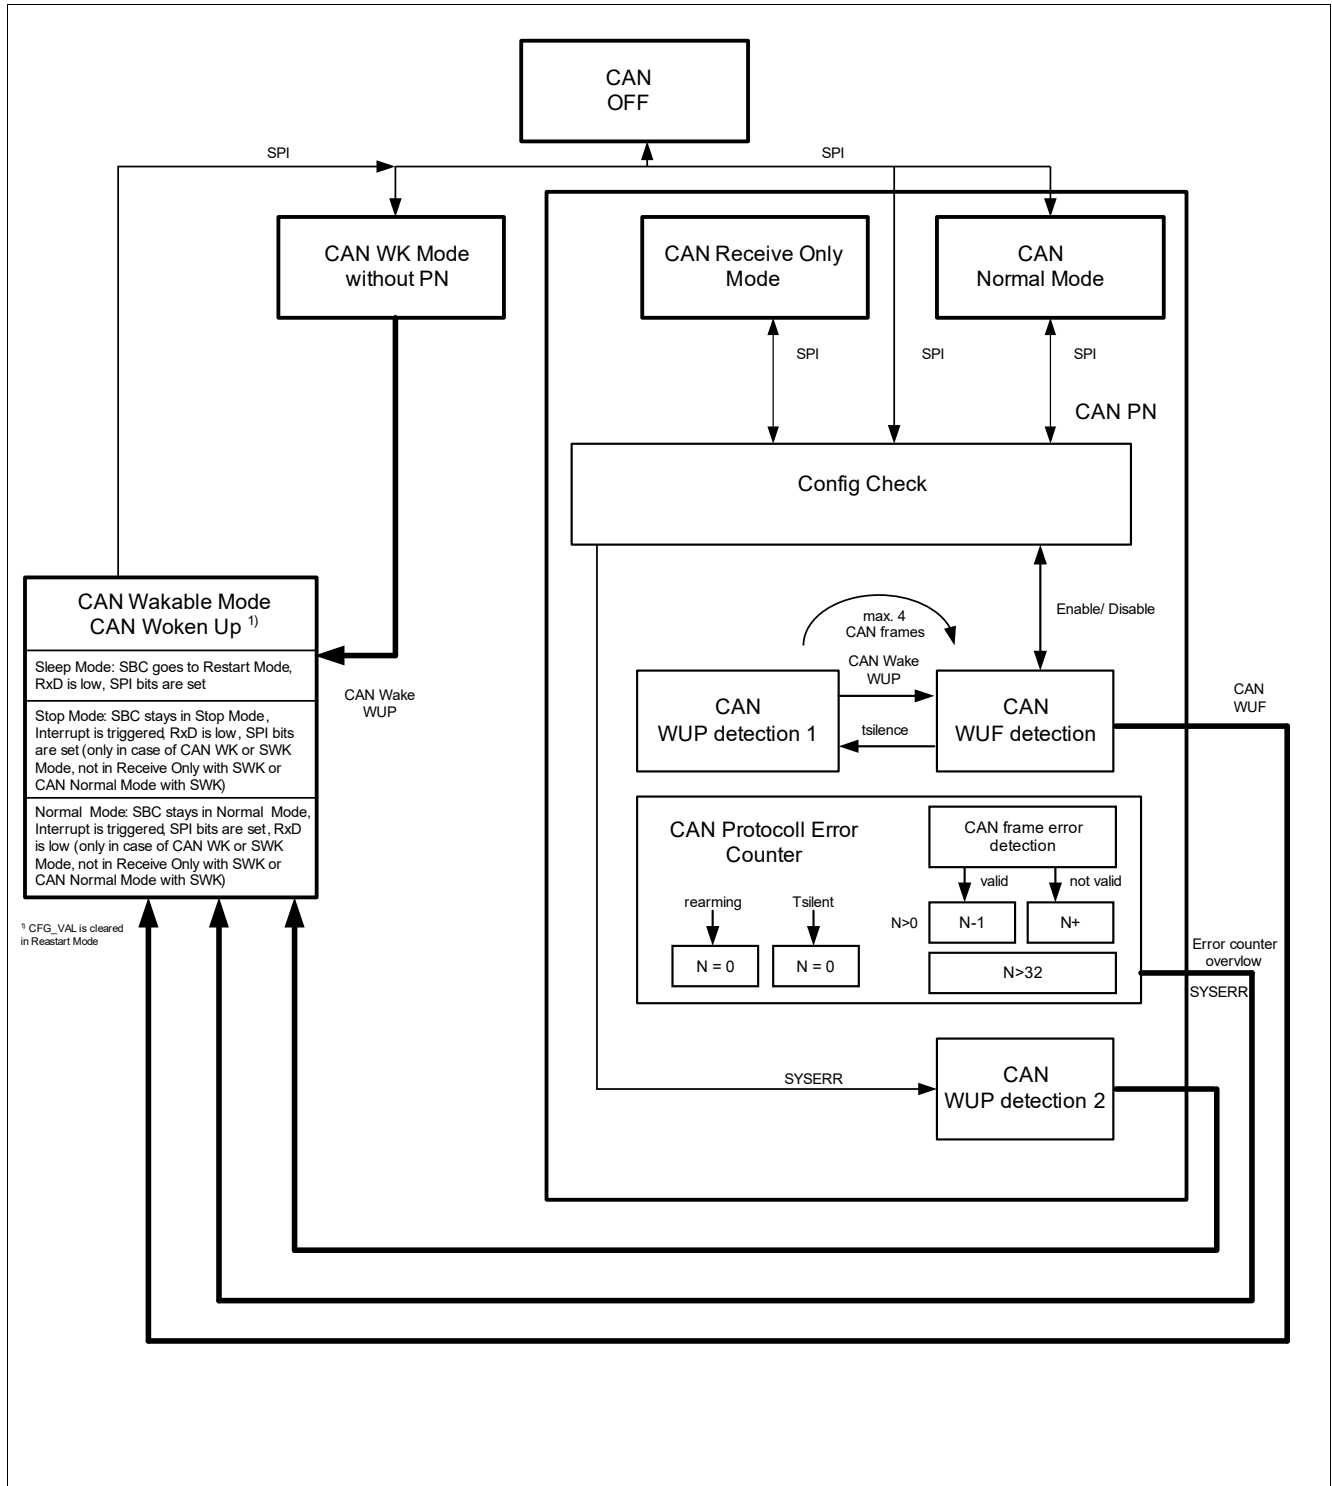 CAN
OFF
SPI
SPI
CAN WK Mode
without PN
CAN Receive Only
Mode
CAN
Normal Mode
SPI
SPI
SPI
CAN PN
Config Check
Enable/ Disable
max. 4
CAN frames
CAN Wake
WUP
CAN
WUP detection 1
tsilence
CAN
WUF detection
CAN
WUF
CAN Wakable Mode
CAN Woken Up 1)
Sleep Mode: SBC goes to Restart Mode,
RxD is low, SPI bits are set
Stop Mode: SBC stays in Stop Mode,
Interrupt is triggered, RxD is low, SPI bits
are set (only in case of CAN WK or SWK
Mode, not in Receive Only with SWK or
CAN Normal Mode with SWK)
Normal Mode: SBC stays in Normal Mode,
Interrupt is triggered, SPI bits are set, RxD
is low (only in case of CAN WK or SWK
Mode, not in Receive Only with SWK or
CAN Normal Mode with SWK)
CAN Wake
WUP
1) CFG_VAL is cleared
in Reastart Mode
CAN Protocoll Error
Counter
CAN frame error
detection
valid
not valid
rearming
Tsilent
N>0
N-1
N+
N = 0
N = 0
N>32
Error counter
overvlow
SYSERR
SYSERR
CAN
WUP detection 2